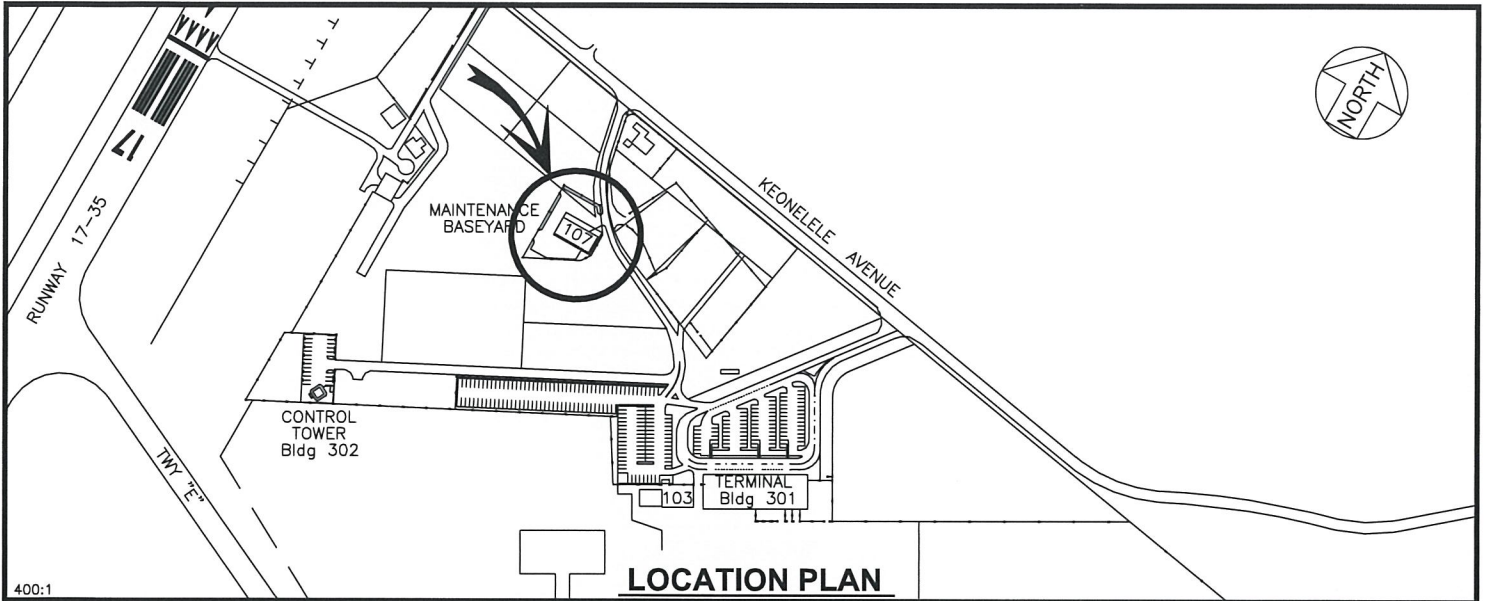 NORTH
17
RUNWAY 17-35
KEONELELE AVENUE
MAINTENANCE
BASEYARD
107
CONTROL
TOWER
Bldg 302
TWY "E"
103
TERMINAL
Bldg 301
400:1
LOCATION PLAN